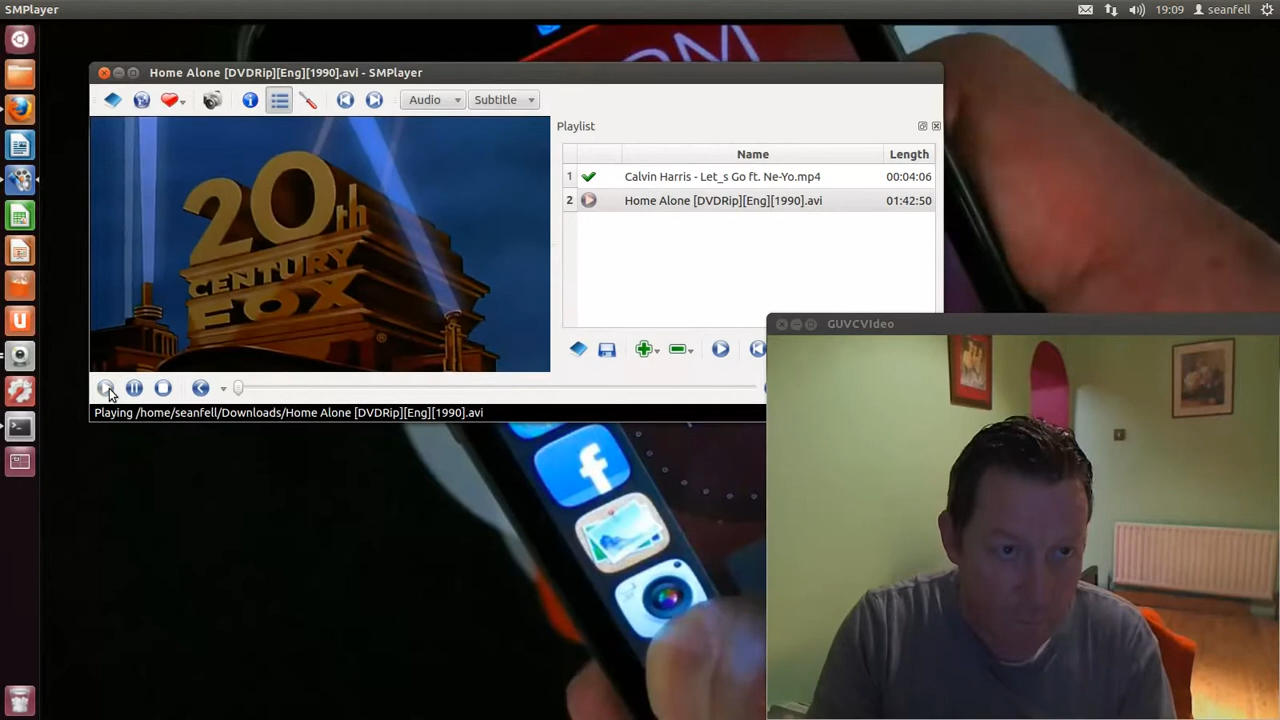 SMPlayer
19:09
seanfell
Home Alone [DVDRip][Eng][1990].avi - SMPlayer
Audio
Subtitle
Playlist
Name
Length
1
Calvin Harris - Let_s Go ft. Ne-Yo.mp4
00:04:06
2
Home Alone [DVDRip][Eng][1990].avi
01:42:50
20th
CENTURY
FOX
GUVCVIdeo
Playing /home/seanfell/Downloads/Home Alone [DVDRip][Eng][1990].avi